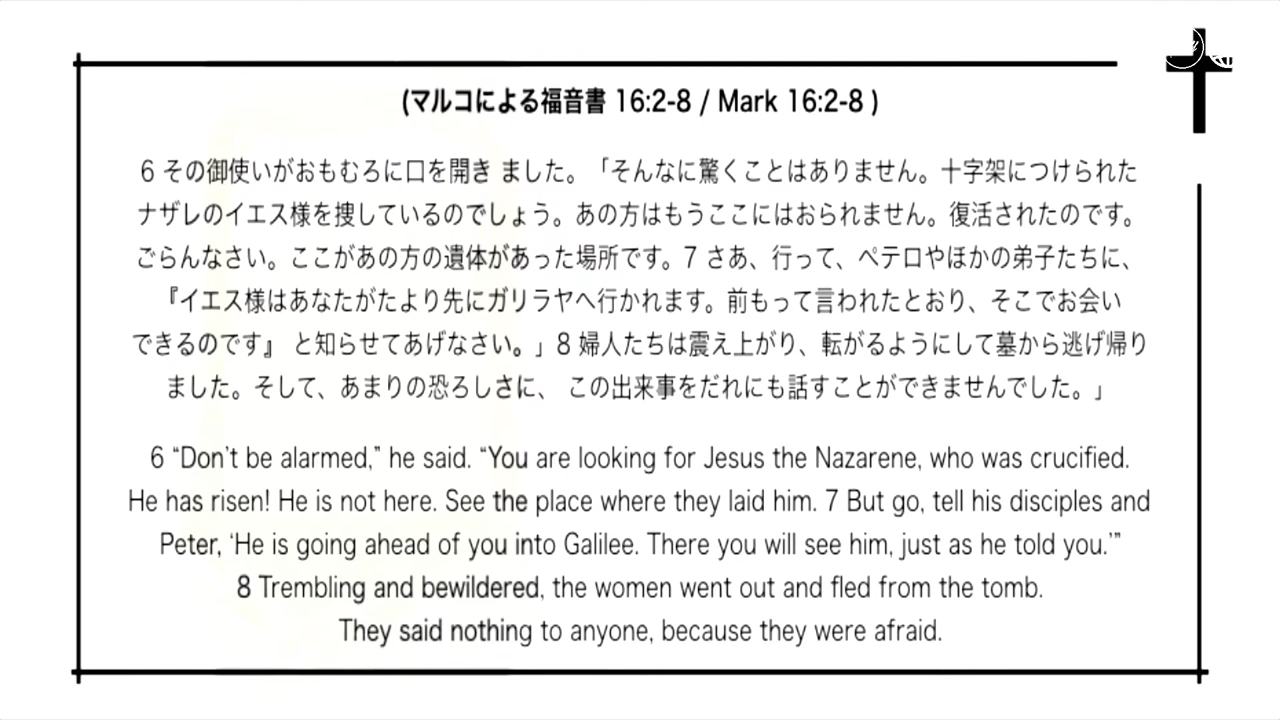 (マルコによる福音書 16:2-8 / Mark 16:2-8 )
6 その御使いがおもむろに口を開き ました。「そんなに驚くことはありません。十字架につけられた
ナザレのイエス様を捜しているのでしょう。あの方はもうここにはおられません。復活されたのです。
ごらんなさい。ここがあの方の遺体があった場所です。7 さあ、行って、ペテロやほかの弟子たちに、
『イエス様はあなたがたより先にガリラヤへ行かれます。前もって言われたとおり、そこでお会い
できるのです』 と知らせてあげなさい。」8 婦人たちは震え上がり、転がるようにして墓から逃げ帰り
ました。そして、あまりの恐ろしさに、 この出来事をだれにも話すことができませんでした。」
6 “Don’t be alarmed,” he said. “You are looking for Jesus the Nazarene, who was crucified.
He has risen! He is not here. See the place where they laid him. 7 But go, tell his disciples and
Peter, ‘He is going ahead of you into Galilee. There you will see him, just as he told you.’”
8 Trembling and bewildered, the women went out and fled from the tomb.
They said nothing to anyone, because they were afraid.